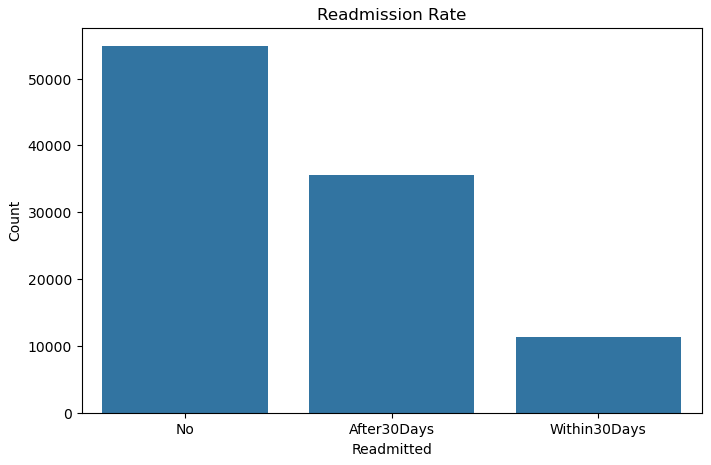 Readmission Rate
50000
40000
30000
20000
10000
0
Count
No After30Days Within30Days
Readmitted